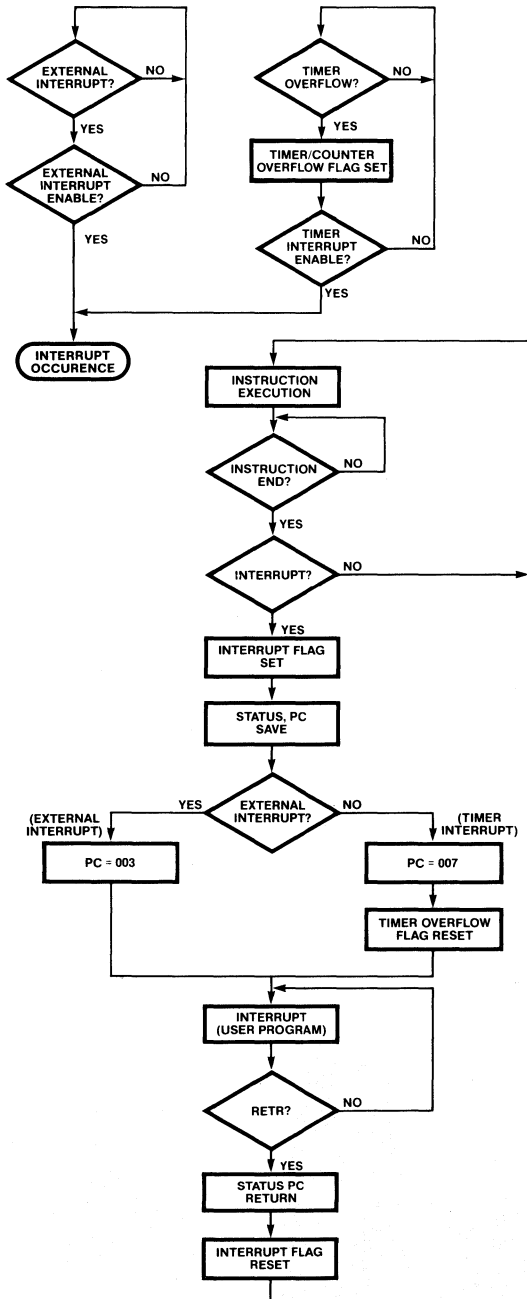 EXTERNAL
INTERRUPT?
NO
YES
EXTERNAL
INTERRUPT
ENABLE?
NO
YES
TIMER
OVERFLOW?
NO
YES
TIMER/COUNTER
OVERFLOW FLAG SET
TIMER
INTERRUPT
ENABLE?
NO
YES
INTERRUPT
OCCURENCE
INSTRUCTION
EXECUTION
INSTRUCTION
END?
NO
YES
INTERRUPT?
NO
YES
INTERRUPT FLAG
SET
STATUS, PC
SAVE
EXTERNAL
INTERRUPT?
YES
NO
(EXTERNAL
INTERRUPT)
(TIMER
INTERRUPT)
PC = 003
PC = 007
TIMER OVERFLOW
FLAG RESET
INTERRUPT
(USER PROGRAM)
RETR?
NO
YES
STATUS PC
RETURN
INTERRUPT FLAG
RESET